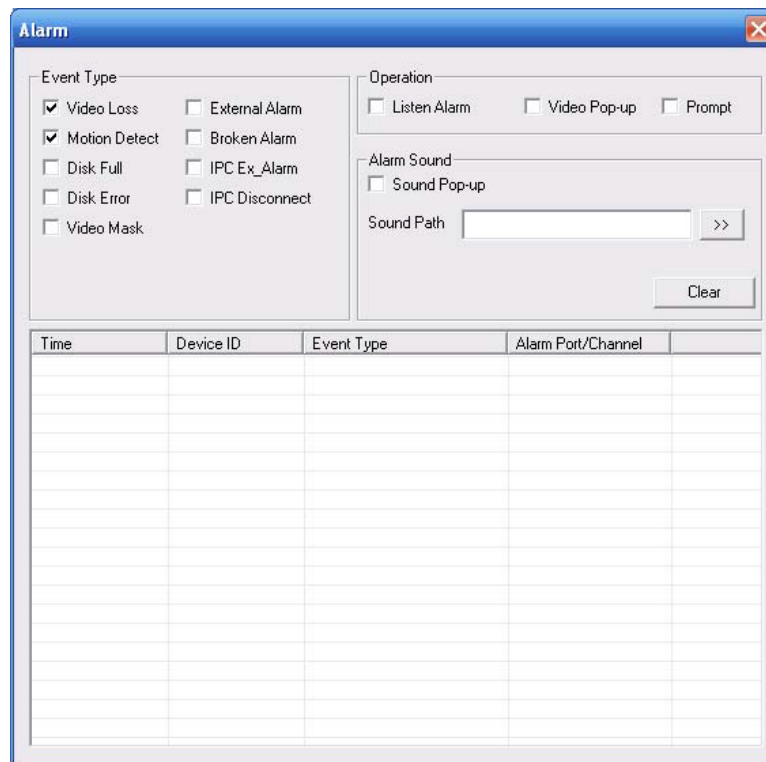 Alarm
Event Type
Video Loss
External Alarm
Motion Detect
Broken Alarm
Disk Full
IPC Ex_Alarm
Disk Error
IPC Disconnect
Video Mask
Operation
Listen Alarm
Video Pop-up
Prompt
Alarm Sound
Sound Pop-up
Sound Path
>>
Clear
Time
Device ID
Event Type
Alarm Port/Channel